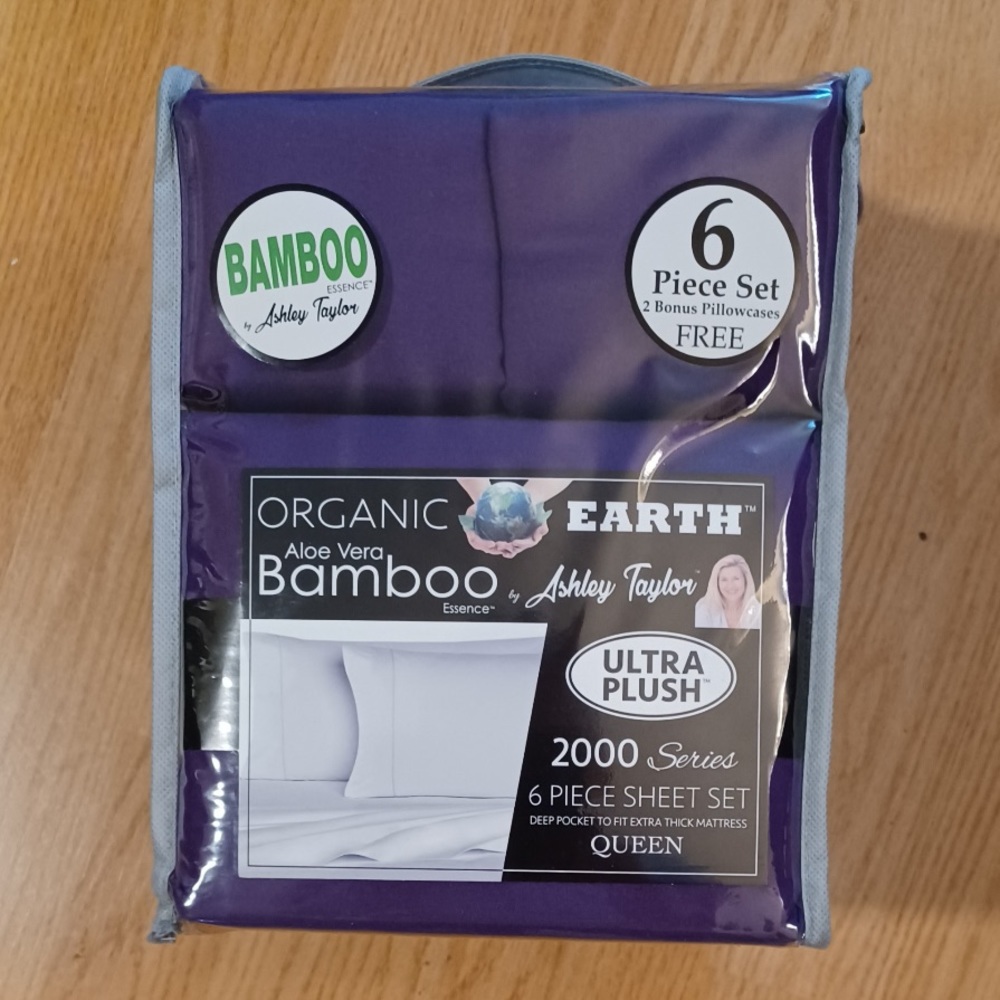 BAMBOO
ESSENCE™
by Ashley Taylor
6
Piece Set
2 Bonus Pillowcases
FREE
ORGANIC EARTH™
Aloe Vera
Bamboo by Ashley Taylor™
Essence™
ULTRA
PLUSH™
2000 Series
6 PIECE SHEET SET
DEEP POCKET TO FIT EXTRA THICK MATTRESS
QUEEN